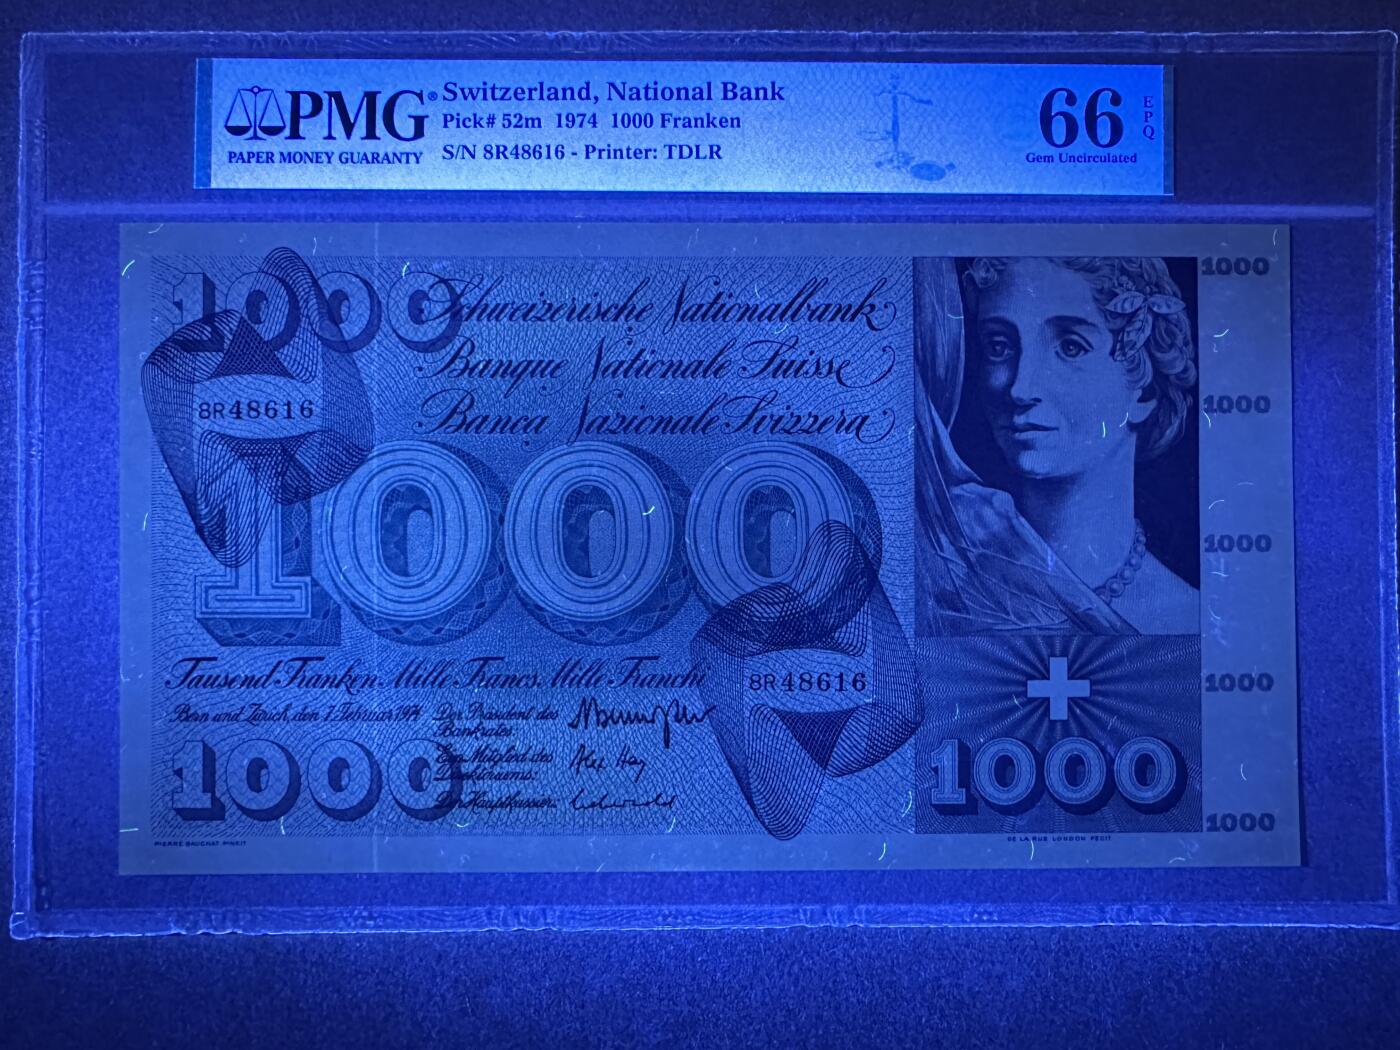 PMG®
PAPER MONEY GUARANTY
Switzerland, National Bank
Pick# 52m 1974 1000 Franken
S/N 8R48616 - Printer: TDLR
66
EPQ
Gem Uncirculated
1000
Schweizerische Nationalbank
Banque Nationale Suisse
Banca Nazionale Svizzera
8R48616
1000
Tausend Franken Mille Francs Mille Franchi
8R48616
Bern und Zürich, den 7. Februar 1974
Der Präsident des
Bankrates:
Ein Mitglied des
Direktoriums:
Der Hauptkassier:
1000
1000
1000
1000
1000
1000
1000
PIERRE GAUCHAT PINXIT
DE LA RUE LONDON FECIT